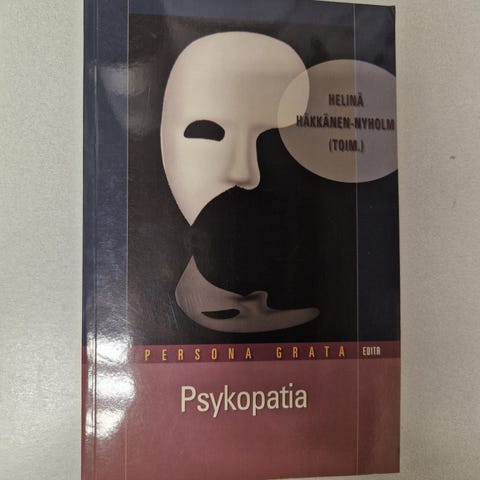 HELINÄ
HÄKKÄNEN-NYHOLM
(TOIM.)
PERSONA GRATA EDITA
Psykopatia